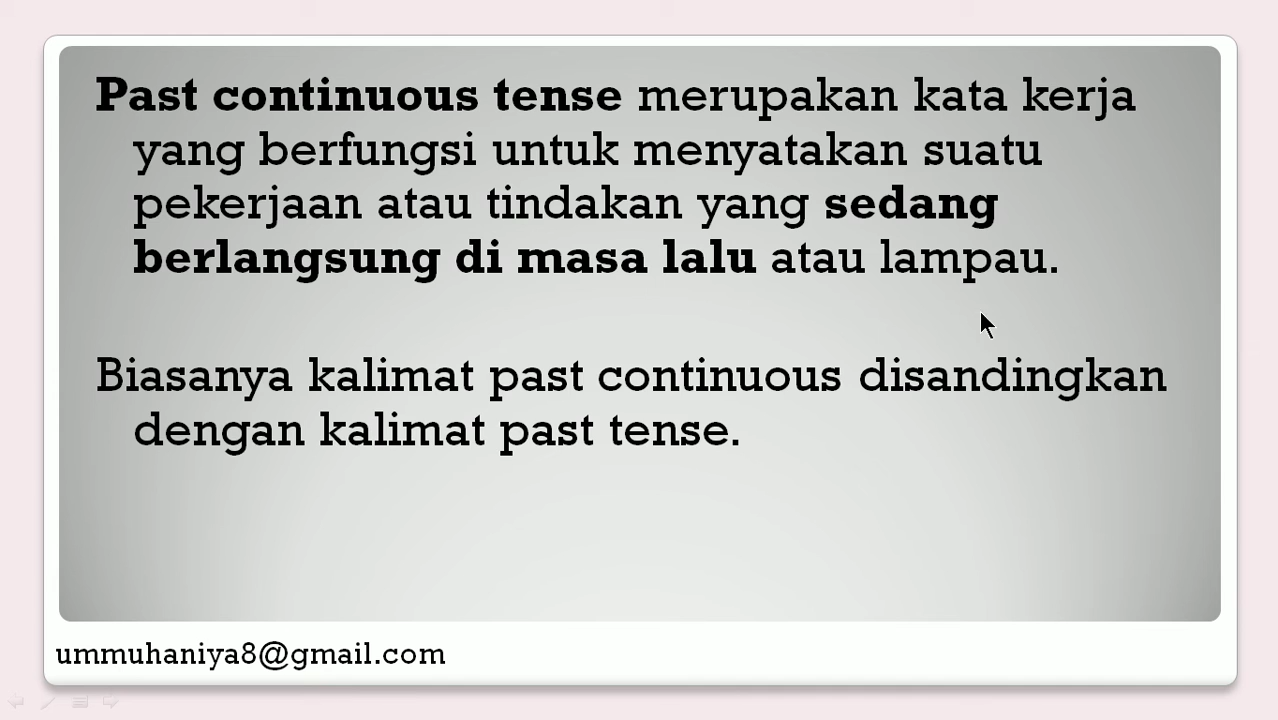 Past continuous tense merupakan kata kerja
yang berfungsi untuk menyatakan suatu
pekerjaan atau tindakan yang sedang
berlangsung di masa lalu atau lampau.
Biasanya kalimat past continuous disandingkan
dengan kalimat past tense.
ummuhaniya8@gmail.com